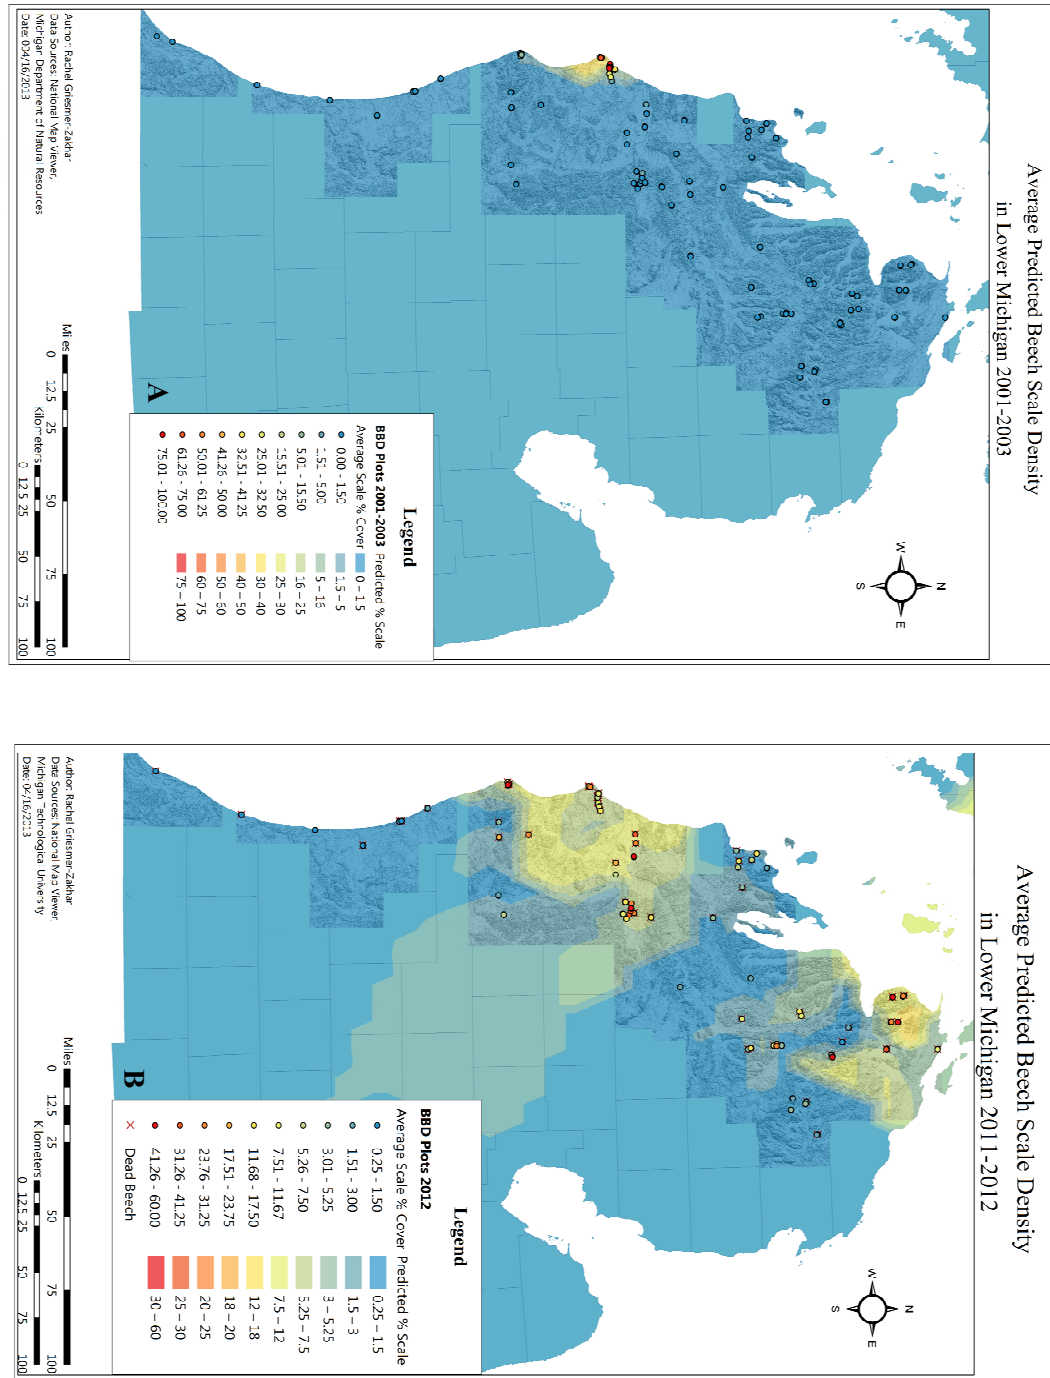 Average Predicted Beech Scale Density
in Lower Michigan 2001-2003
N
W
E
S
Legend
BBD Plots 2001-2003 Predicted % Scale
Average Scale % Cover
0.00 - 1.50
1.51 - 5.00
5.01 - 15.50
15.51 - 25.00
25.01 - 32.50
32.51 - 41.25
41.26 - 50.00
50.01 - 61.25
61.26 - 75.00
75.01 - 100.00
0 – 1.5
1.5 – 5
5 – 16
16 – 25
25 – 30
30 – 40
40 – 50
50 – 60
60 – 75
75 – 100
A
Miles
0 12.5 25 50 75 100
Kilometers
0 12.5 25 50 75 100
Author: Rachel Griesmer-Zakhar
Data Sources: National Map Viewer,
Michigan Department of Natural Resources
Date: 004/16/2013
Average Predicted Beech Scale Density
in Lower Michigan 2011-2012
N
W
E
S
Legend
BBD Plots 2012
Average Scale % Cover Predicted % Scale
0.25 - 1.50
1.51 - 3.00
3.01 - 5.25
5.26 - 7.50
7.51 - 11.67
11.68 - 17.50
17.51 - 23.75
23.76 - 31.25
31.26 - 41.25
41.26 - 60.00
Dead Beech
0.25 – 1.5
1.5 – 3
3 – 5.25
5.25 – 7.5
7.5 – 12
12 – 18
18 – 20
20 – 25
25 – 30
30 – 60
B
Miles
0 12.5 25 50 75 100
Kilometers
0 12.5 25 50 75 100
Author: Rachel Griesmer-Zakhar
Data Sources: National Map Viewer,
Michigan Technological University
Date: 04/16/2013